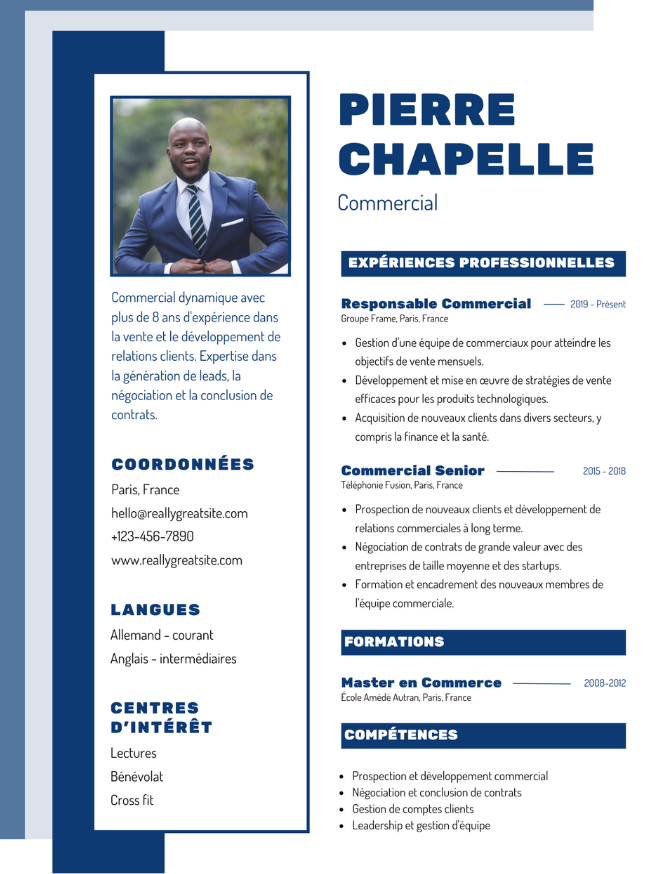 PIERRE
CHAPELLE
Commercial
Commercial dynamique avec
plus de 8 ans d'expérience dans
la vente et le développement de
relations clients. Expertise dans
la génération de leads, la
négociation et la conclusion de
contrats.
COORDONNÉES
Paris, France
hello@reallygreatsite.com
+123-456-7890
www.reallygreatsite.com
LANGUES
Allemand - courant
Anglais - intermédiaires
CENTRES
D'INTÉRÊT
Lectures
Bénévolat
Cross fit
EXPÉRIENCES PROFESSIONNELLES
Responsable Commercial 2019 - Présent
Groupe Frame, Paris, France
• Gestion d'une équipe de commerciaux pour atteindre les
objectifs de vente mensuels.
• Développement et mise en œuvre de stratégies de vente
efficaces pour les produits technologiques.
• Acquisition de nouveaux clients dans divers secteurs, y
compris la finance et la santé.
Commercial Senior 2015 - 2018
Téléphonie Fusion, Paris, France
• Prospection de nouveaux clients et développement de
relations commerciales à long terme.
• Négociation de contrats de grande valeur avec des
entreprises de taille moyenne et des startups.
• Formation et encadrement des nouveaux membres de
l'équipe commerciale.
FORMATIONS
Master en Commerce 2008-2012
École Amédé Autran, Paris, France
COMPÉTENCES
• Prospection et développement commercial
• Négociation et conclusion de contrats
• Gestion de comptes clients
• Leadership et gestion d'équipe